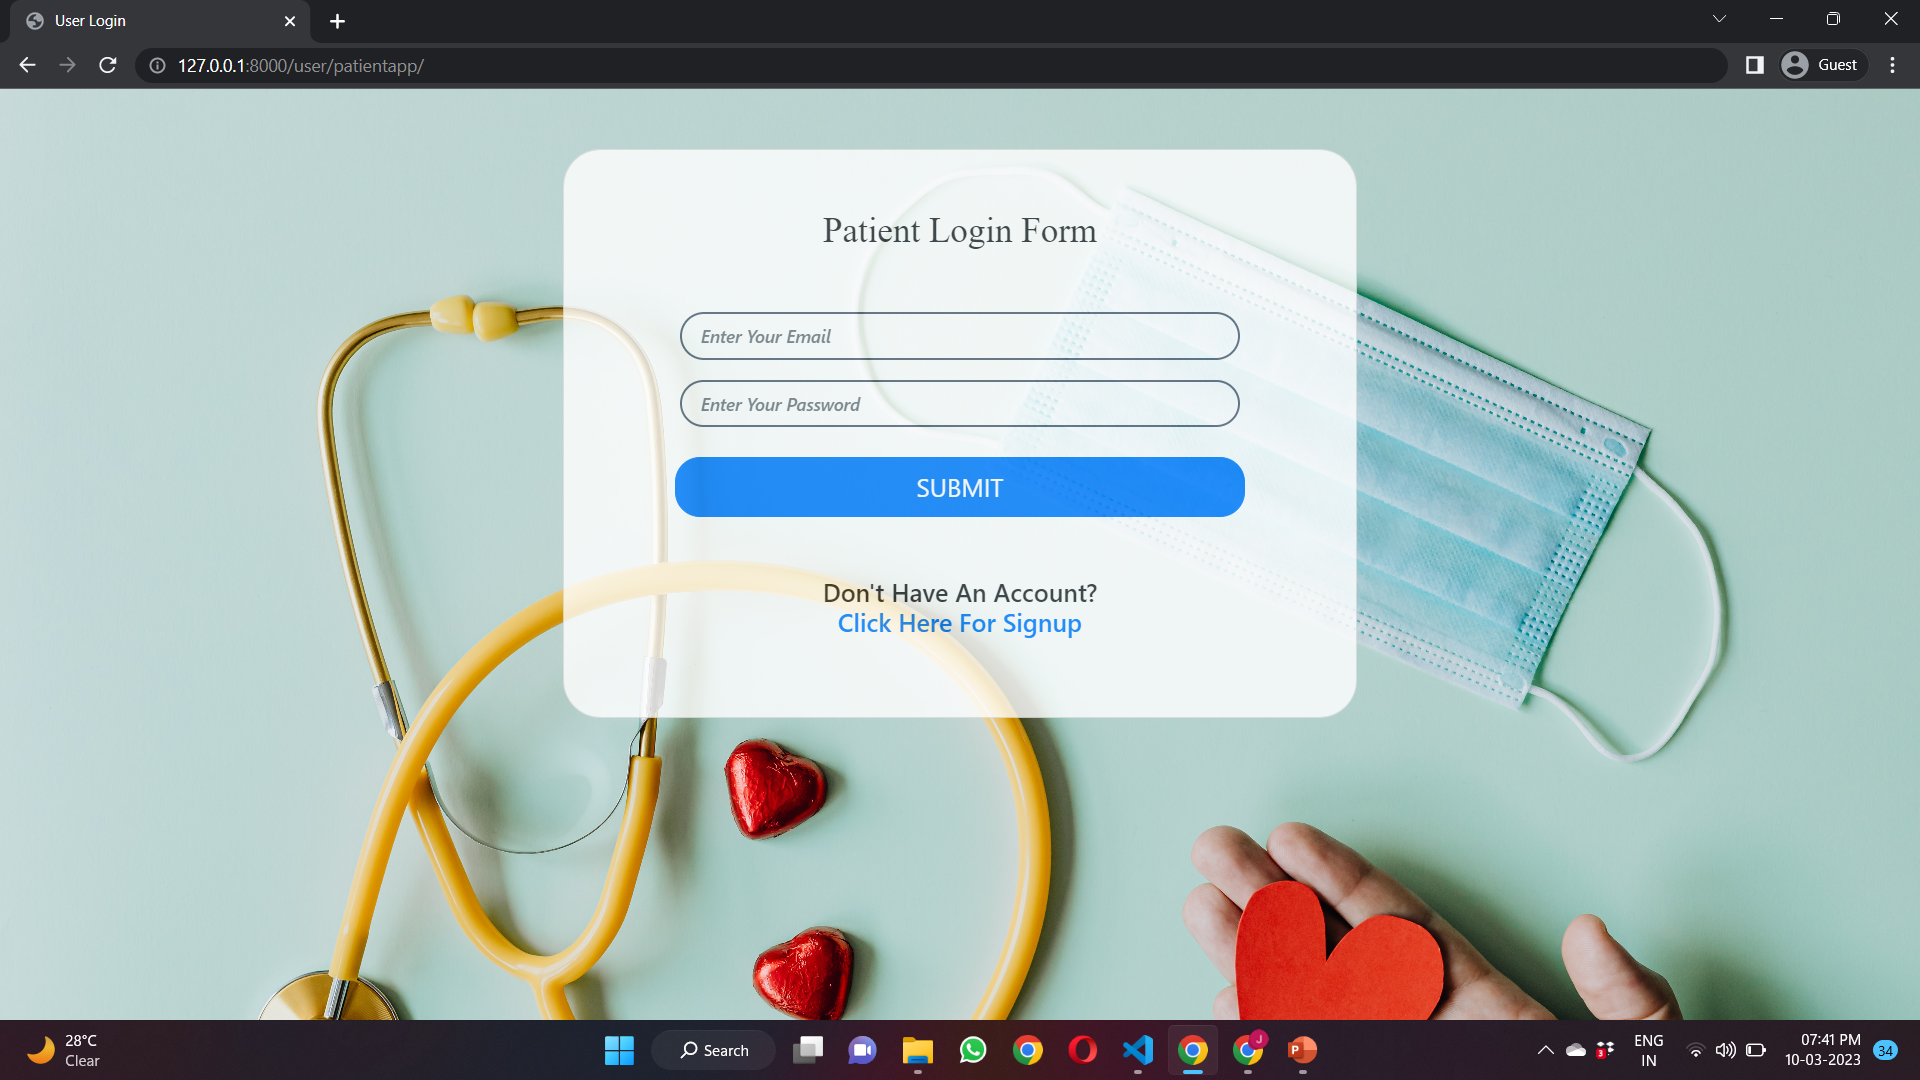 User Login
127.0.0.1:8000/user/patientapp/
Guest
Patient Login Form
Enter Your Email
Enter Your Password
SUBMIT
Don't Have An Account?
Click Here For Signup
28°C
Clear
Search
J
P
3
ENG
IN
07:41 PM
10-03-2023
34